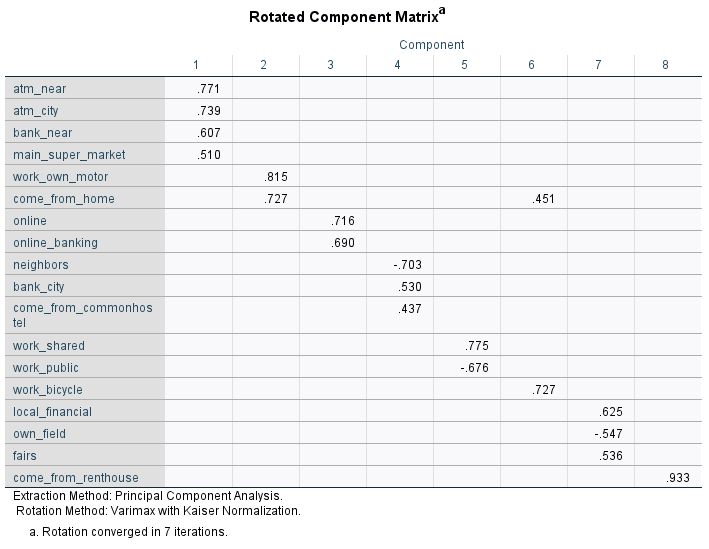 Rotated Component Matrixa
Component
1 2 3 4 5 6 7 8
atm_near .771
atm_city .739
bank_near .607
main_super_market .510
work_own_motor .815
come_from_home .727 .451
online .716
online_banking .690
neighbors -.703
bank_city .530
come_from_commonhos
tel .437
work_shared .775
work_public -.676
work_bicycle .727
local_financial .625
own_field -.547
fairs .536
come_from_renthouse .933
Extraction Method: Principal Component Analysis.
Rotation Method: Varimax with Kaiser Normalization.
a. Rotation converged in 7 iterations.